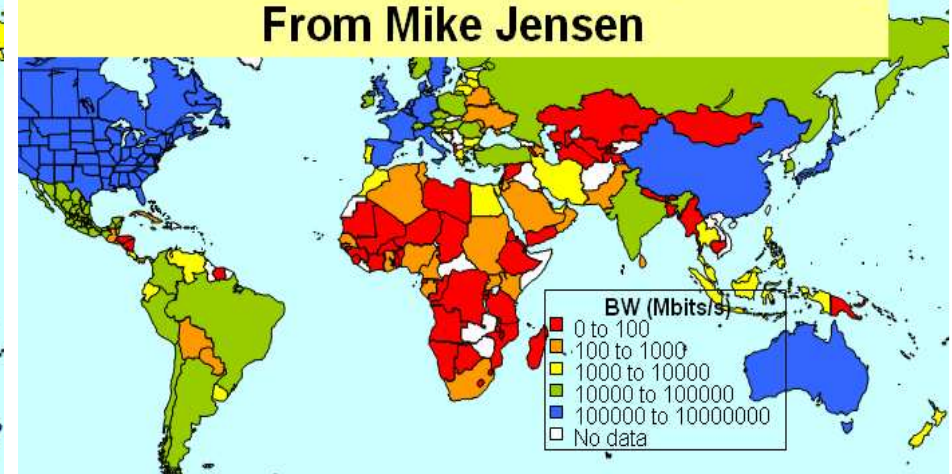 From Mike Jensen
BW (Mbits/s)
0 to 100
100 to 1000
1000 to 10000
10000 to 100000
100000 to 10000000
No data